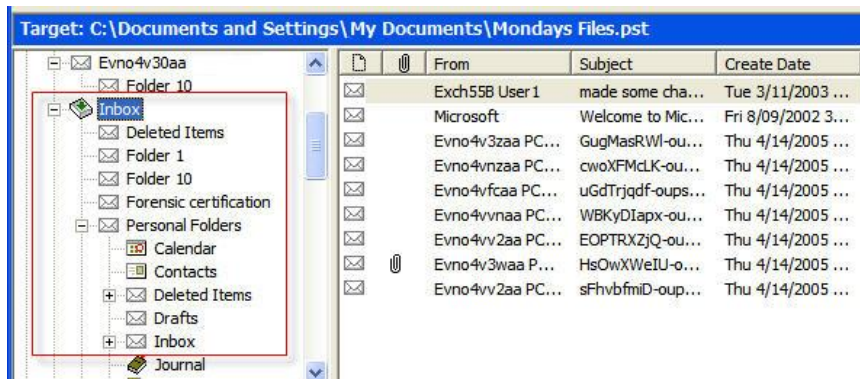 Target: C:\Documents and Settings\My Documents\Mondays Files.pst
Evno4v30aa
Folder 10
Inbox
Deleted Items
Folder 1
Folder 10
Forensic certification
Personal Folders
Calendar
Contacts
Deleted Items
Drafts
Inbox
Journal
From Subject Create Date
Exch55B User1 made some cha... Tue 3/11/2003 ...
Microsoft Welcome to Mic... Fri 8/09/2002 3...
Evno4v3zaa PC... GugMasRWl-ou... Thu 4/14/2005 ...
Evno4vnzaa PC... cwoXFMcLK-ou... Thu 4/14/2005 ...
Evno4vfcaa PC... uGdTrjqdf-oups... Thu 4/14/2005 ...
Evno4vvnaa PC... WBKyDIapx-ou... Thu 4/14/2005 ...
Evno4vv2aa PC... EOPTRXZjQ-ou... Thu 4/14/2005 ...
Evno4v3waa P... HsOwXWeIU-o... Thu 4/14/2005 ...
Evno4vv2aa PC... sFhvbfmiD-oup... Thu 4/14/2005 ...